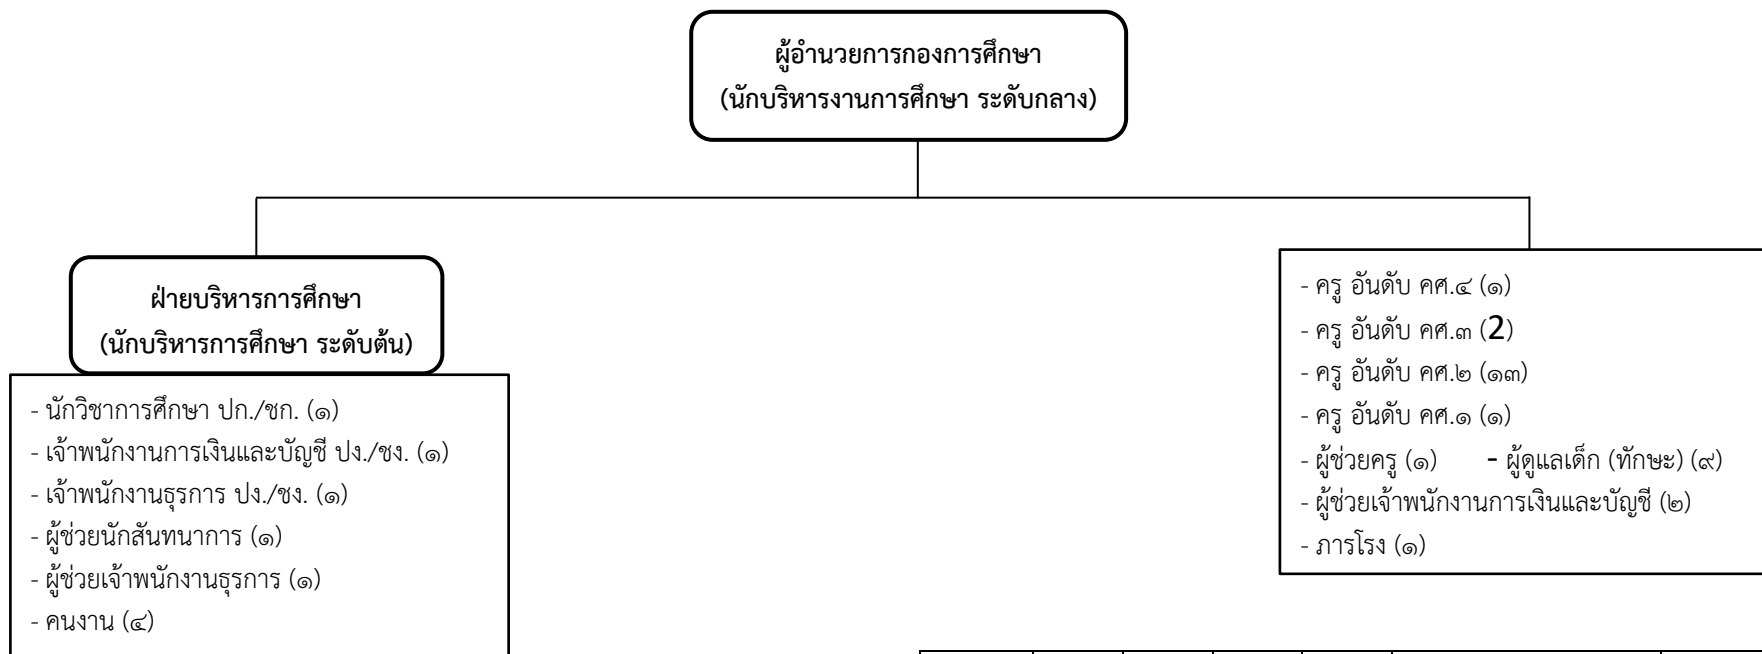 ผู้อำนวยการกองการศึกษา
(นักบริหารงานการศึกษา ระดับกลาง)
ฝ่ายบริหารการศึกษา
(นักบริหารการศึกษา ระดับต้น)
- นักวิชาการศึกษา ปก./ชก. (๑)
- เจ้าพนักงานการเงินและบัญชี ปง./ชง. (๑)
- เจ้าพนักงานธุรการ ปง./ชง. (๑)
- ผู้ช่วยนักสันทนาการ (๑)
- ผู้ช่วยเจ้าพนักงานธุรการ (๑)
- คนงาน (๔)
- ครู อันดับ คศ.๔ (๑)
- ครู อันดับ คศ.๓ (2)
- ครู อันดับ คศ.๒ (๑๓)
- ครู อันดับ คศ.๑ (๑)
- ผู้ช่วยครู (๑) - ผู้ดูแลเด็ก (ทักษะ) (๙)
- ผู้ช่วยเจ้าพนักงานการเงินและบัญชี (๒)
- ภารโรง (๑)